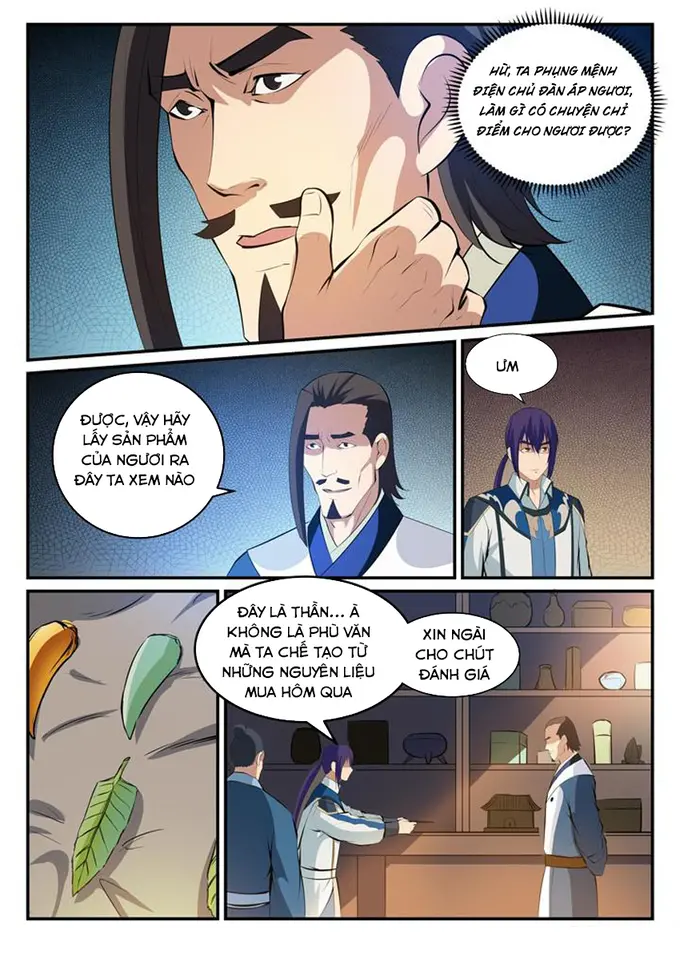 HỪ, TA PHỤNG MỆNH
ĐIỆN CHỦ ĐÀN ÁP NGƯƠI,
LÀM GÌ CÓ CHUYỆN CHỈ
ĐIỂM CHO NGƯƠI ĐƯỢC?
ƯM
ĐƯỢC, VẬY HÃY
LẤY SẢN PHẨM
CỦA NGƯƠI RA
ĐÂY TA XEM NÀO
ĐÂY LÀ THẦN... À
KHÔNG LÀ PHÙ VĂN
MÀ TA CHẾ TẠO TỪ
NHỮNG NGUYÊN LIỆU
MUA HÔM QUA
XIN NGÀI
CHO CHÚT
ĐÁNH GIÁ